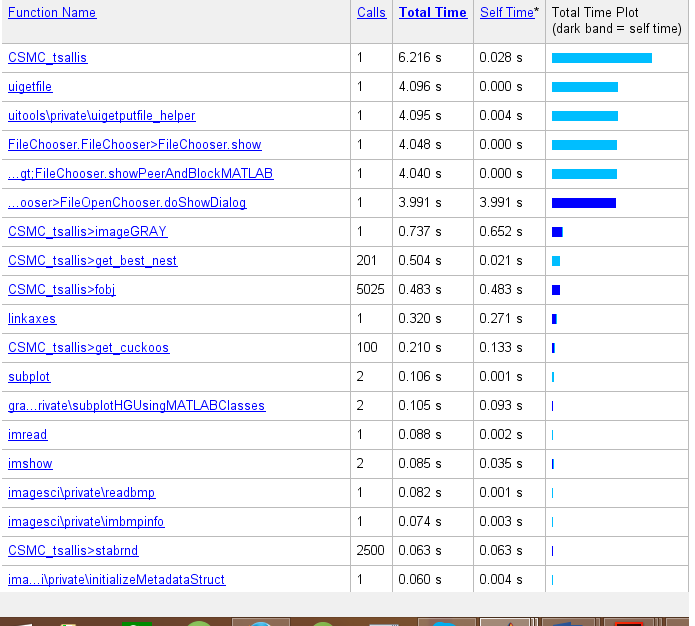 Function Name Calls Total Time Self Time* Total Time Plot
(dark band = self time)
CSMC_tsallis 1 6.216 s 0.028 s
uigetfile 1 4.096 s 0.000 s
uitools\private\uigetputfile_helper 1 4.095 s 0.004 s
FileChooser.FileChooser>FileChooser.show 1 4.048 s 0.000 s
...gt;FileChooser.showPeerAndBlockMATLAB 1 4.040 s 0.000 s
...ooser>FileOpenChooser.doShowDialog 1 3.991 s 3.991 s
CSMC_tsallis>imageGRAY 1 0.737 s 0.652 s
CSMC_tsallis>get_best_nest 201 0.504 s 0.021 s
CSMC_tsallis>fobj 5025 0.483 s 0.483 s
linkaxes 1 0.320 s 0.271 s
CSMC_tsallis>get_cuckoos 100 0.210 s 0.133 s
subplot 2 0.106 s 0.001 s
gra...rivate\subplotHGUsingMATLABClasses 2 0.105 s 0.093 s
imread 1 0.088 s 0.002 s
imshow 2 0.085 s 0.035 s
imagesci\private\readbmp 1 0.082 s 0.001 s
imagesci\private\imbmpinfo 1 0.074 s 0.003 s
CSMC_tsallis>stabrnd 2500 0.063 s 0.063 s
ima...i\private\initializeMetadataStruct 1 0.060 s 0.004 s